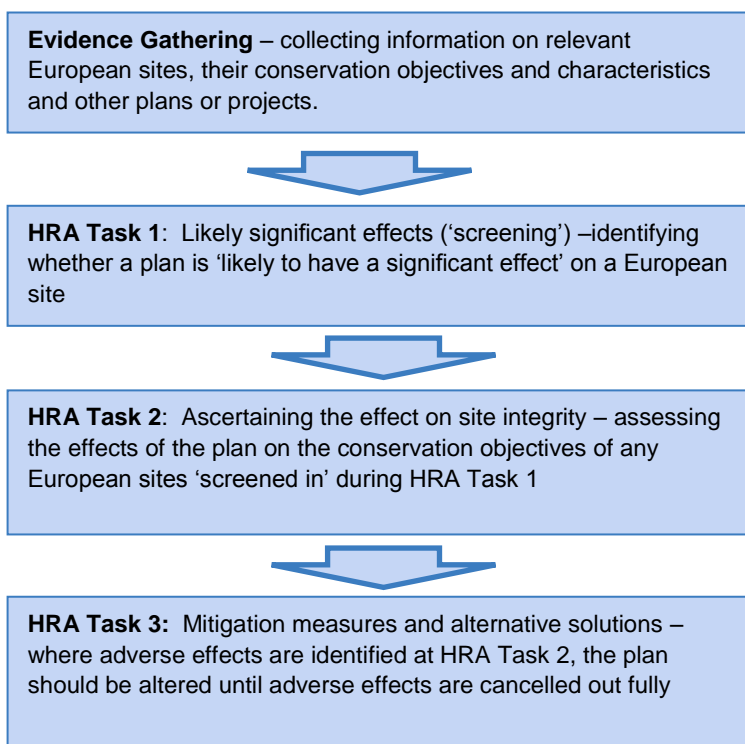 Evidence Gathering – collecting information on relevant
European sites, their conservation objectives and characteristics
and other plans or projects.
HRA Task 1:  Likely significant effects (‘screening’) –identifying
whether a plan is ‘likely to have a significant effect’ on a European
site
HRA Task 2:  Ascertaining the effect on site integrity – assessing
the effects of the plan on the conservation objectives of any
European sites ‘screened in’ during HRA Task 1
HRA Task 3:  Mitigation measures and alternative solutions –
where adverse effects are identified at HRA Task 2, the plan
should be altered until adverse effects are cancelled out fully